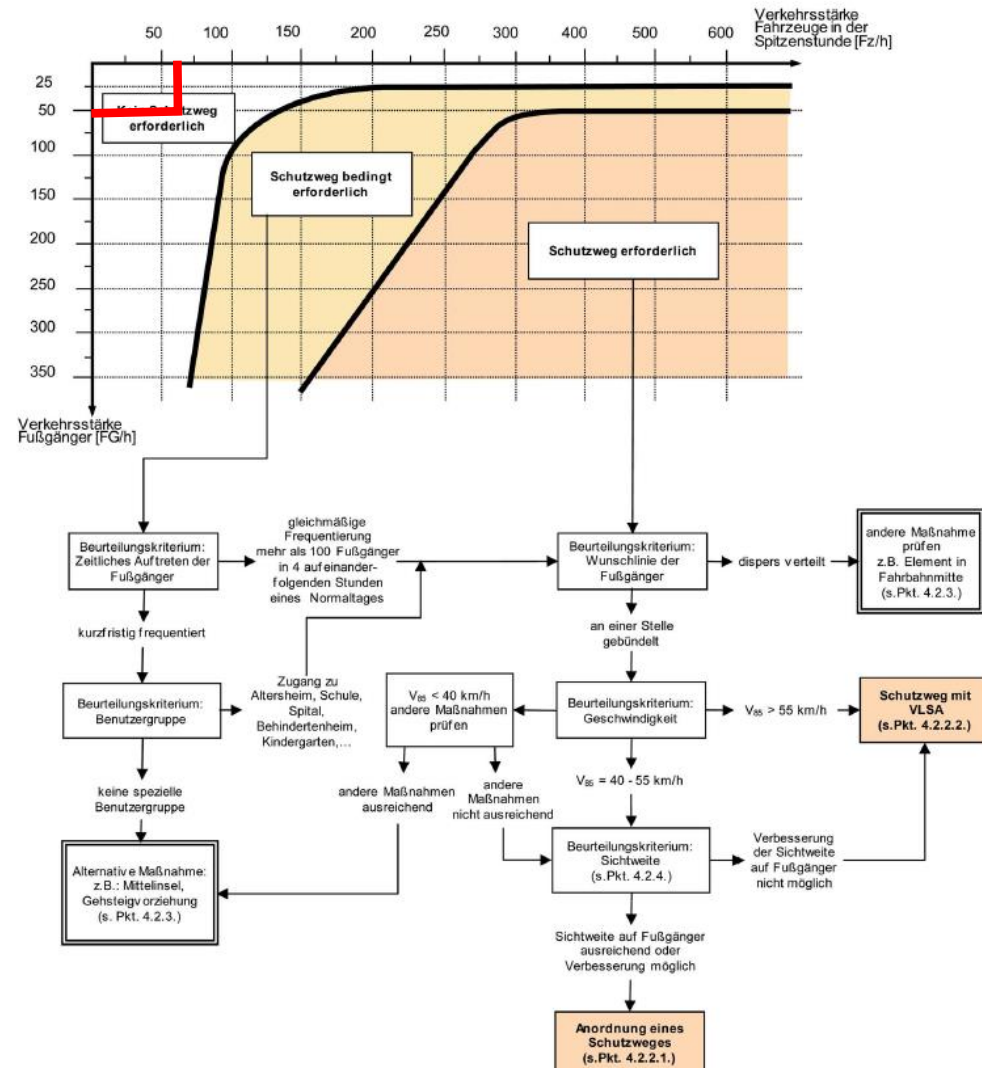 Verkehrsstärke
Fahrzeuge in der
Spitzenstunde [Fz/h]
50 100 150 200 250 300 400 500 600
25
50
100
150
200
250
300
350
erforderlich
Schutzweg bedingt
erforderlich
Schutzweg erforderlich
Verkehrsstärke
Fußgänger [FG/h]
Beurteilungskriterium:
Zeitliches Auftreten der
Fußgänger
gleichmäßige
Frequentierung
mehr als 100 Fußgänger
in 4 aufeinander-
folgenden Stunden
eines Normaltages
Beurteilungskriterium:
Wunschlinie der
Fußgänger
dispers verteilt
andere Maßnahme
prüfen
z.B. Element in
Fahrbahnmitte
(s.Pkt. 4.2.3.)
kurzfristig frequentiert
an einer Stelle
gebündelt
Beurteilungskriterium:
Benutzergruppe
Zugang zu
Altersheim, Schule,
Spital,
Behindertenheim,
Kindergarten,...
V85 < 40 km/h
andere Maßnahmen
prüfen
Beurteilungskriterium:
Geschwindigkeit
V85 > 55 km/h
Schutzweg mit
VLSA
(s.Pkt. 4.2.2.2.)
keine spezielle
Benutzergruppe
andere Maßnahmen
ausreichend
andere
Maßnahmen
nicht ausreichend
V85 = 40 - 55 km/h
Alternative Maßnahme:
z.B.: Mittelinsel,
Gehsteigvorziehung
(s. Pkt. 4.2.3.)
Beurteilungskriterium:
Sichtweite
(s.Pkt. 4.2.4.)
Verbesserung
der Sichtweite
auf Fußgänger
nicht möglich
Sichtweite auf Fußgänger
ausreichend oder
Verbesserung möglich
Anordnung eines
Schutzweges
(s.Pkt. 4.2.2.1.)